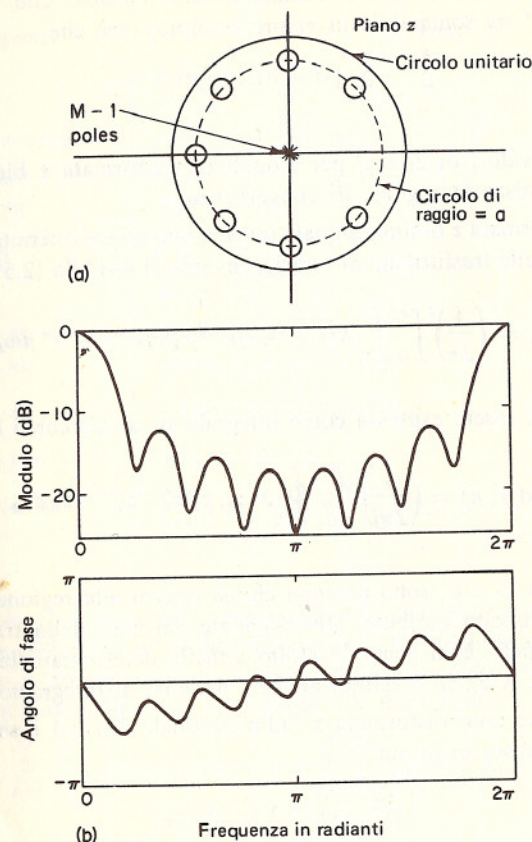 Piano z
Circolo unitario
M – 1
poles
Circolo di
raggio = a
(a)
0
-10
-20
Modulo (dB)
0
π
2π
π
Angolo di fase
-π
0
π
2π
(b)
Frequenza in radianti